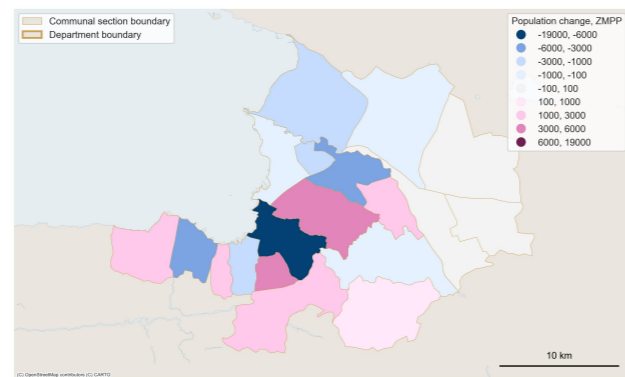 Communal section boundary
Department boundary
Population change, ZMPP
-19000, -6000
-6000, -3000
-3000, -1000
-1000, -100
-100, 100
100, 1000
1000, 3000
3000, 6000
6000, 19000
10 km
(C) OpenStreetMap contributors (C) CARTO